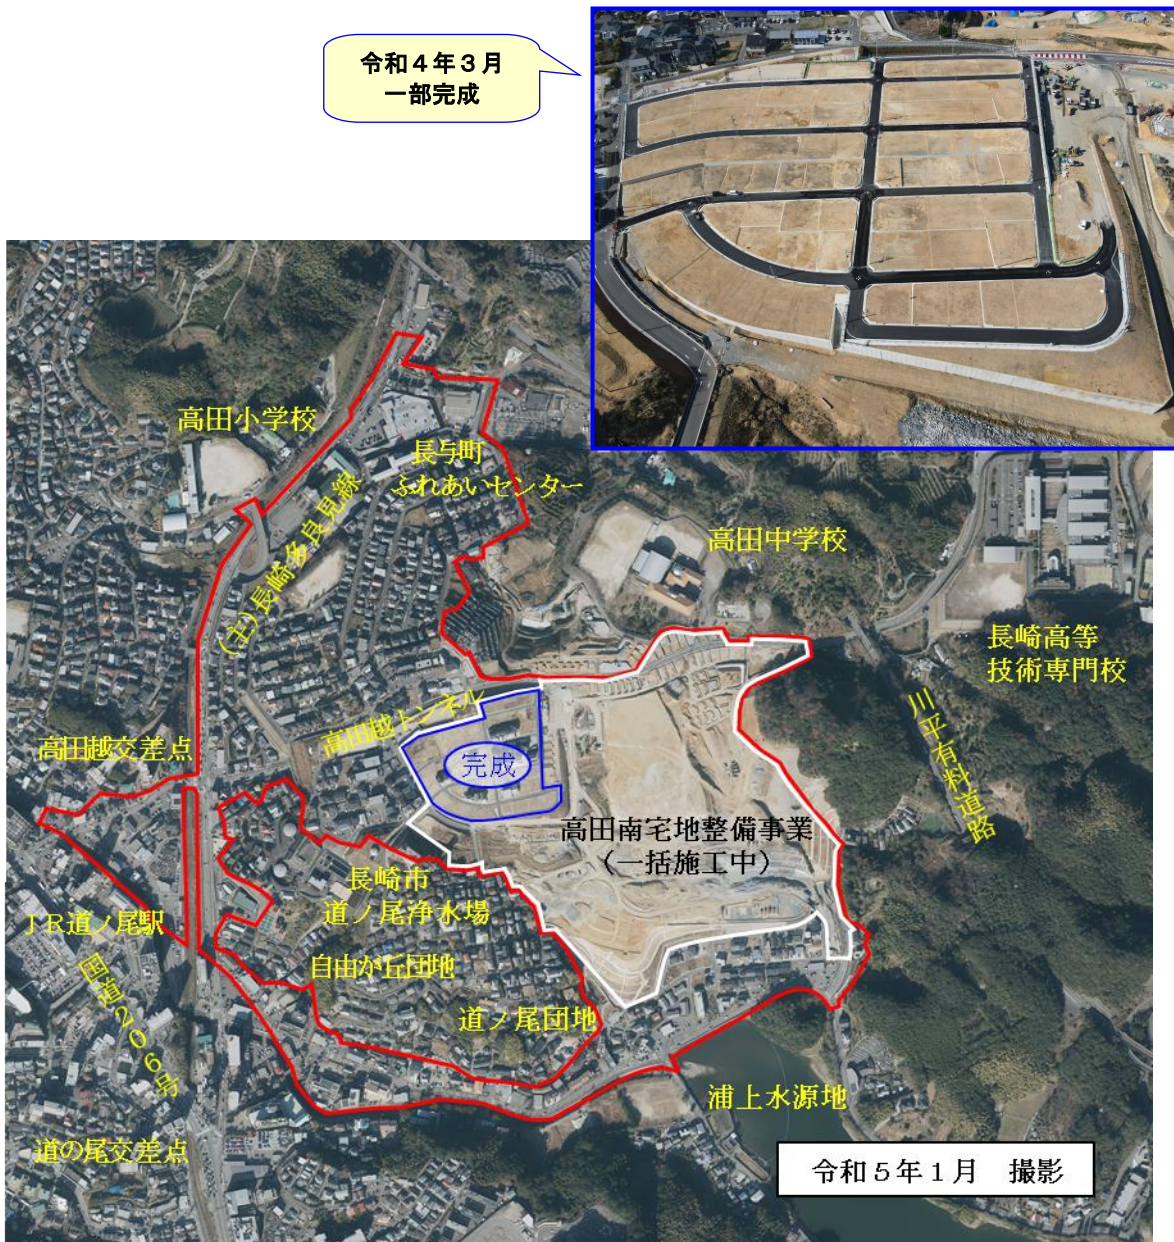 令和４年３月
一部完成
高田小学校
長与町
ふれあいセンター
(主)長崎多良見線
高田中学校
長崎高等
技術専門校
川平有料道路
高田越トンネル
高田越交差点
完成
高田南宅地整備事業
（一括施工中）
長崎市
道ノ尾浄水場
ＪＲ道ノ尾駅
自由が丘団地
国道２０６号
道ノ尾団地
浦上水源地
道の尾交差点
令和５年１月　撮影